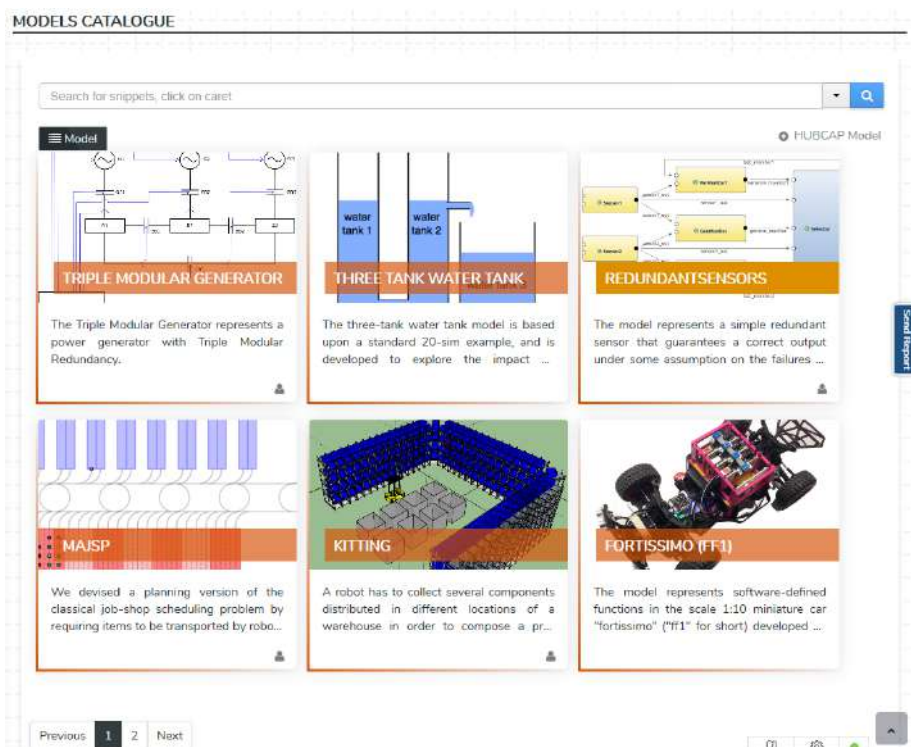 MODELS CATALOGUE
Search for snippets, click on caret
Model
HUBCAP Model
water
tank 1
water
tank 2
TRIPLE MODULAR GENERATOR
THREE TANK WATER TANK
REDUNDANTSENSORS
The Triple Modular Generator represents a
power generator with Triple Modular
Redundancy.
The three-tank water tank model is based
upon a standard 20-sim example, and is
developed to explore the impact ...
The model represents a simple redundant
sensor that guarantees a correct output
under some assumption on the failures ...
Send Report
MAJSP
KITTING
FORTISSIMO (FF1)
We devised a planning version of the
classical job-shop scheduling problem by
requiring items to be transported by robo...
A robot has to collect several components
distributed in different locations of a
warehouse in order to compose a pr...
The model represents software-defined
functions in the scale 1:10 miniature car
"fortissimo" ("ff1" for short) developed ...
Previous 1 2 Next